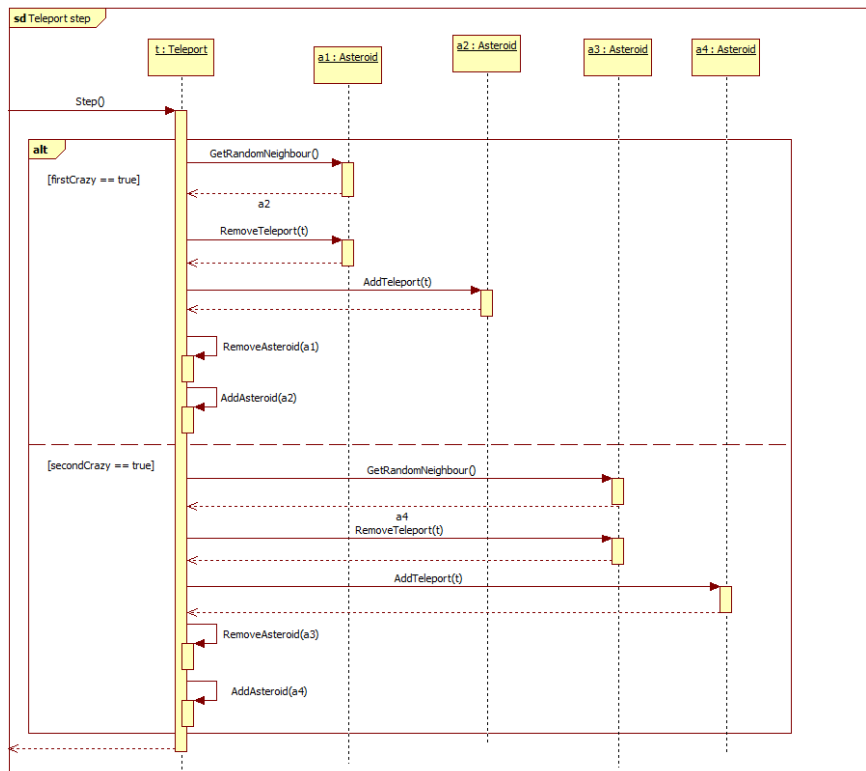 sd Teleport step
t : Teleport
a1 : Asteroid
a2 : Asteroid
a3 : Asteroid
a4 : Asteroid
Step()
alt
[firstCrazy == true]
GetRandomNeighbour()
a2
RemoveTeleport(t)
AddTeleport(t)
RemoveAsteroid(a1)
AddAsteroid(a2)
[secondCrazy == true]
GetRandomNeighbour()
a4
RemoveTeleport(t)
AddTeleport(t)
RemoveAsteroid(a3)
AddAsteroid(a4)